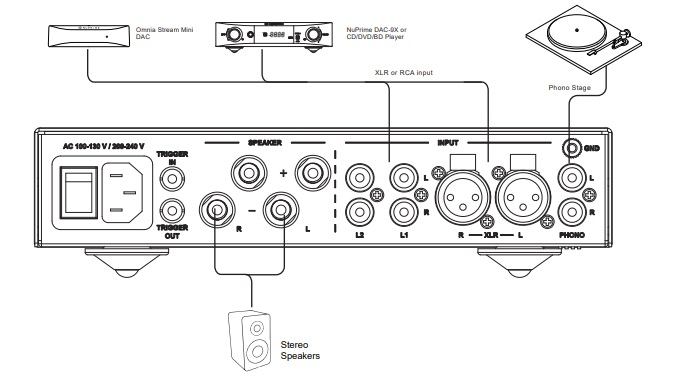 Omnia Stream Mini
DAC
NuPrime DAC-9X or
CD/DVD/BD Player
XLR or RCA input
Phono Stage
AC 100-130 V / 200-240 V
SPEAKER
INPUT
TRIGGER
IN
GND
+
L
L
–
R
R
TRIGGER
OUT
R
L
L2
L1
R
XLR
L
PHONO
Stereo
Speakers